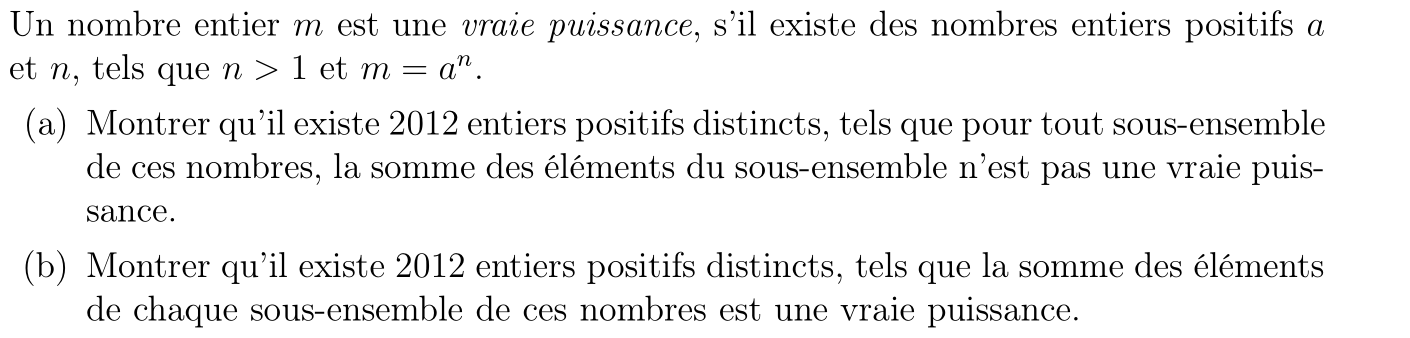 Un nombre entier m est une vraie puissance, s'il existe des nombres entiers positifs a
et n, tels que n > 1 et m = aⁿ.
(a) Montrer qu'il existe 2012 entiers positifs distincts, tels que pour tout sous-ensemble
de ces nombres, la somme des éléments du sous-ensemble n'est pas une vraie puis-
sance.
(b) Montrer qu'il existe 2012 entiers positifs distincts, tels que la somme des éléments
de chaque sous-ensemble de ces nombres est une vraie puissance.